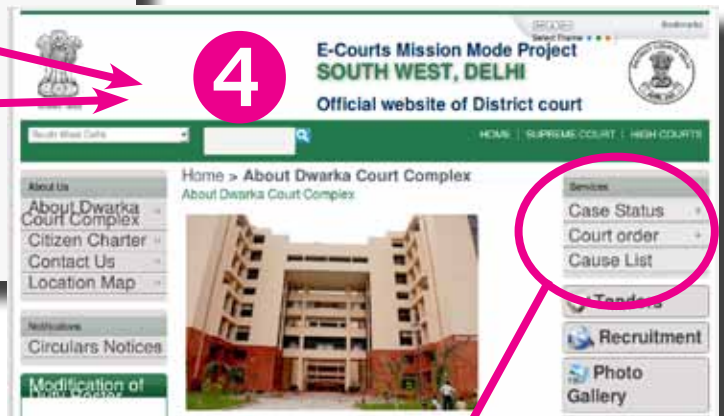 A A A
Bookmarks
Select Theme
4
E-Courts Mission Mode Project
SOUTH WEST, DELHI
Official website of District court
South West Delhi
HOME | SUPREME COURT | HIGH COURTS
About Us
About Dwarka
Court Complex
Citizen Charter
Contact Us
Location Map
Notifications
Circulars Notices
Modification of
Duty Roster
Home > About Dwarka Court Complex
About Dwarka Court Complex
Services
Case Status
Court order
Cause List
Tenders
Recruitment
Photo
Gallery